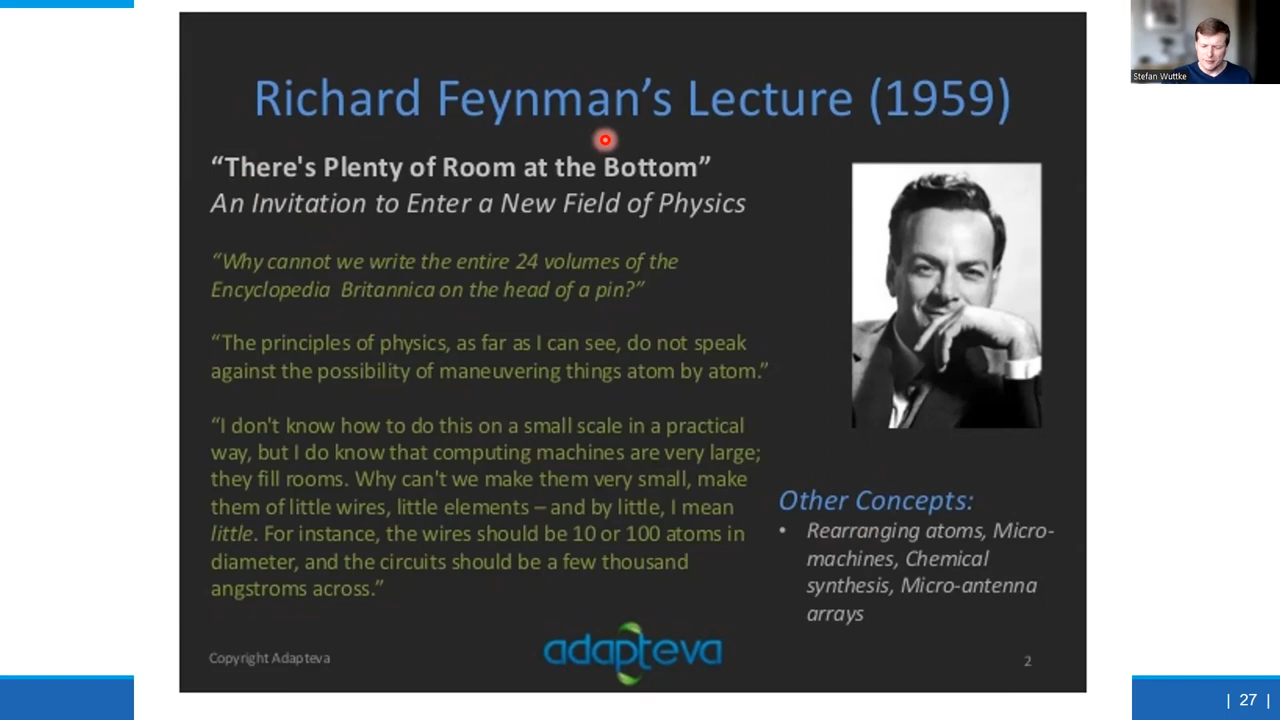 Stefan Wuttke
Richard Feynman's Lecture (1959)
“There's Plenty of Room at the Bottom”
An Invitation to Enter a New Field of Physics
“Why cannot we write the entire 24 volumes of the
Encyclopedia Britannica on the head of a pin?”
“The principles of physics, as far as I can see, do not speak
against the possibility of maneuvering things atom by atom.”
“I don't know how to do this on a small scale in a practical
way, but I do know that computing machines are very large;
they fill rooms. Why can't we make them very small, make
them of little wires, little elements – and by little, I mean
little. For instance, the wires should be 10 or 100 atoms in
diameter, and the circuits should be a few thousand
angstroms across.”
Other Concepts:
• Rearranging atoms, Micro-
machines, Chemical
synthesis, Micro-antenna
arrays
Copyright Adapteva
adapteva
2
| 27 |